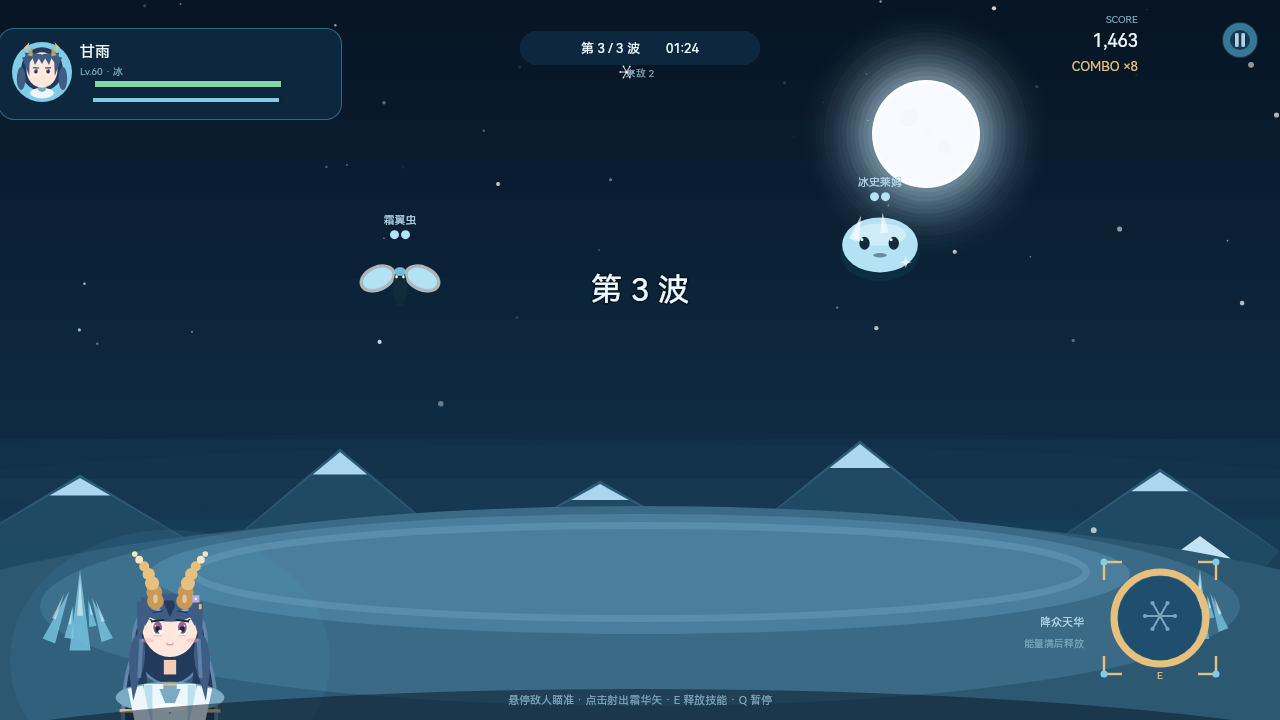 甘雨
Lv.60 · 冰
第 3 / 3 波 01:24
来敌 2
SCORE
1,463
COMBO ×8
冰史莱姆
霜翼虫
第 3 波
降众天华
能量满后释放
E
悬停敌人瞄准 · 点击射出霜华矢 · E 释放技能 · Q 暂停